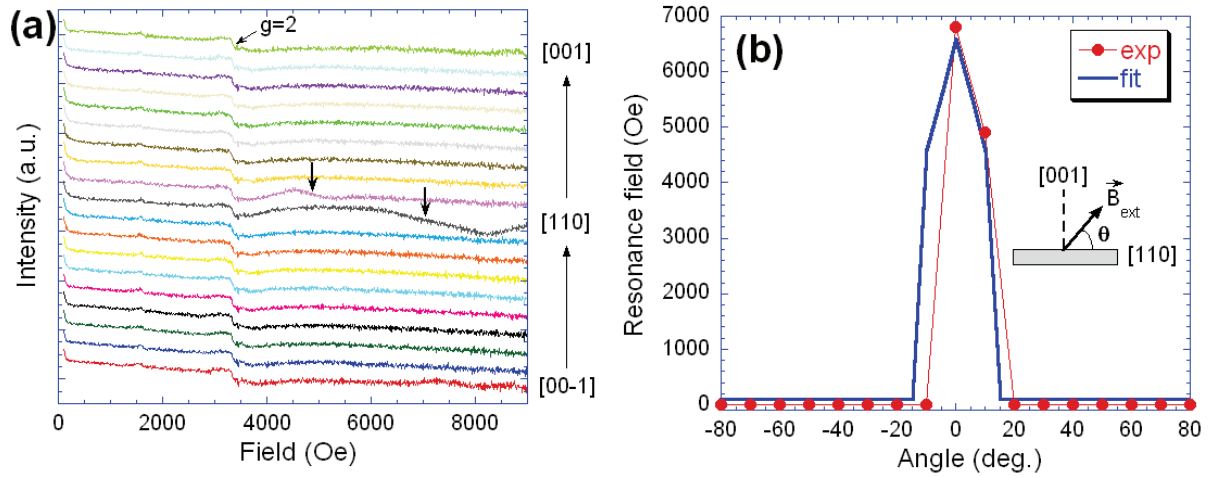 (a)
g=2
[001]
[110]
[00-1]
Intensity (a.u.)
0
2000
4000
6000
8000
Field (Oe)
(b)
7000
6000
5000
4000
3000
2000
1000
0
Resonance field (Oe)
exp
fit
[001]
B
ext
θ
[110]
-80
-60
-40
-20
0
20
40
60
80
Angle (deg.)